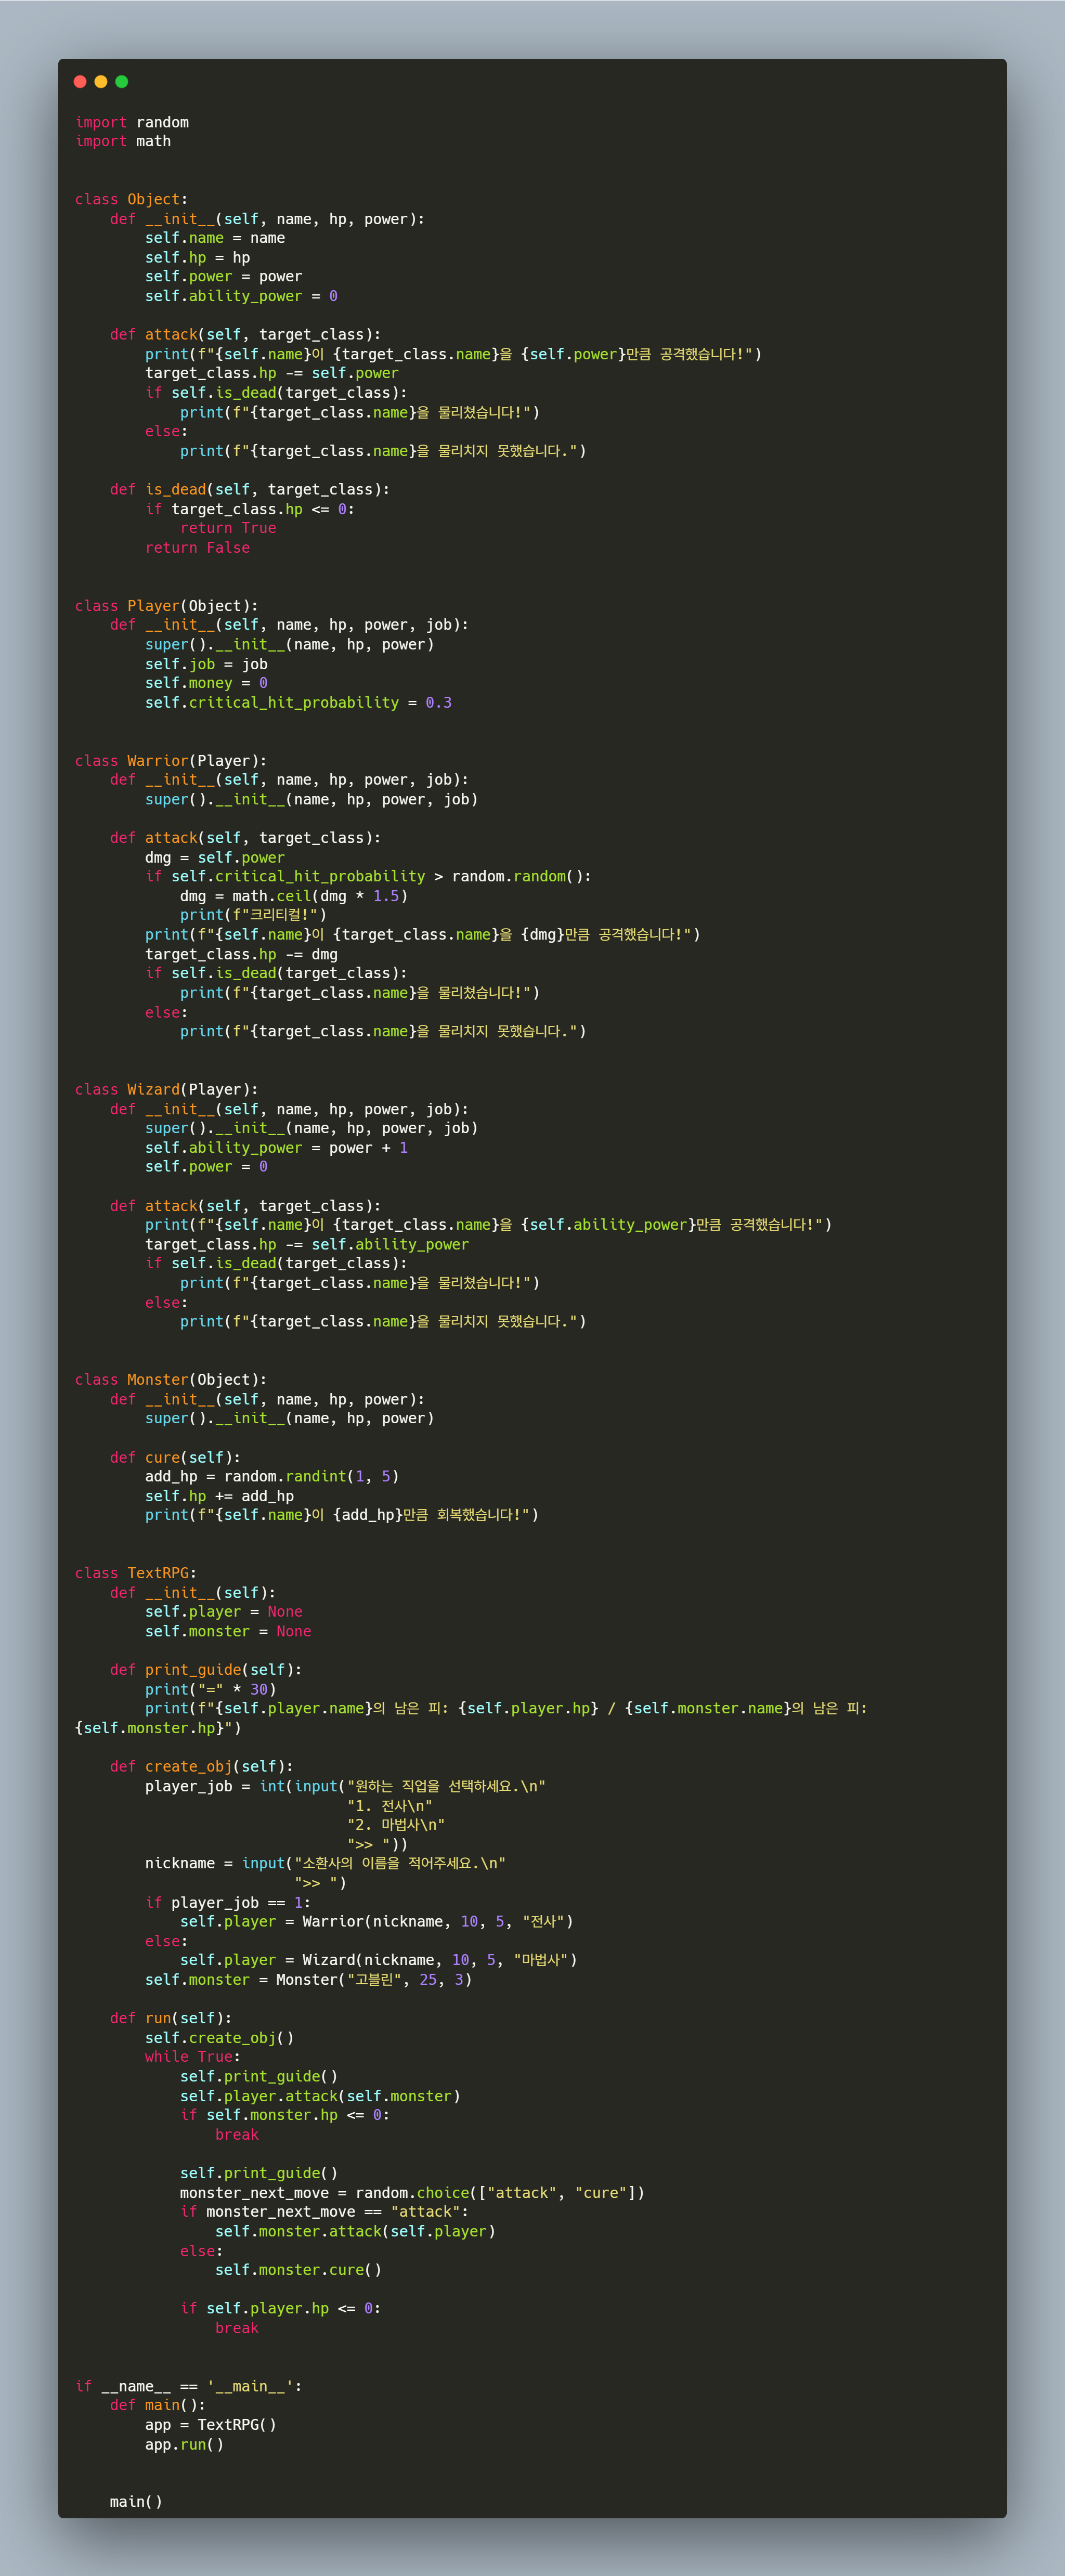 import random
import math
class Object:
    def __init__(self, name, hp, power):
        self.name = name
        self.hp = hp
        self.power = power
        self.ability_power = 0
    def attack(self, target_class):
        print(f"{self.name}이 {target_class.name}을 {self.power}만큼 공격했습니다!")
        target_class.hp -= self.power
        if self.is_dead(target_class):
            print(f"{target_class.name}을 물리쳤습니다!")
        else:
            print(f"{target_class.name}을 물리치지 못했습니다.")
    def is_dead(self, target_class):
        if target_class.hp <= 0:
            return True
        return False
class Player(Object):
    def __init__(self, name, hp, power, job):
        super().__init__(name, hp, power)
        self.job = job
        self.money = 0
        self.critical_hit_probability = 0.3
class Warrior(Player):
    def __init__(self, name, hp, power, job):
        super().__init__(name, hp, power, job)
    def attack(self, target_class):
        dmg = self.power
        if self.critical_hit_probability > random.random():
            dmg = math.ceil(dmg * 1.5)
            print(f"크리티컬!")
        print(f"{self.name}이 {target_class.name}을 {dmg}만큼 공격했습니다!")
        target_class.hp -= dmg
        if self.is_dead(target_class):
            print(f"{target_class.name}을 물리쳤습니다!")
        else:
            print(f"{target_class.name}을 물리치지 못했습니다.")
class Wizard(Player):
    def __init__(self, name, hp, power, job):
        super().__init__(name, hp, power, job)
        self.ability_power = power + 1
        self.power = 0
    def attack(self, target_class):
        print(f"{self.name}이 {target_class.name}을 {self.ability_power}만큼 공격했습니다!")
        target_class.hp -= self.ability_power
        if self.is_dead(target_class):
            print(f"{target_class.name}을 물리쳤습니다!")
        else:
            print(f"{target_class.name}을 물리치지 못했습니다.")
class Monster(Object):
    def __init__(self, name, hp, power):
        super().__init__(name, hp, power)
    def cure(self):
        add_hp = random.randint(1, 5)
        self.hp += add_hp
        print(f"{self.name}이 {add_hp}만큼 회복했습니다!")
class TextRPG:
    def __init__(self):
        self.player = None
        self.monster = None
    def print_guide(self):
        print("=" * 30)
        print(f"{self.player.name}의 남은 피: {self.player.hp} / {self.monster.name}의 남은 피:
{self.monster.hp}")
    def create_obj(self):
        player_job = int(input("원하는 직업을 선택하세요.\n"
                               "1. 전사\n"
                               "2. 마법사\n"
                               ">> "))
        nickname = input("소환사의 이름을 적어주세요.\n"
                         ">> ")
        if player_job == 1:
            self.player = Warrior(nickname, 10, 5, "전사")
        else:
            self.player = Wizard(nickname, 10, 5, "마법사")
        self.monster = Monster("고블린", 25, 3)
    def run(self):
        self.create_obj()
        while True:
            self.print_guide()
            self.player.attack(self.monster)
            if self.monster.hp <= 0:
                break
            self.print_guide()
            monster_next_move = random.choice(["attack", "cure"])
            if monster_next_move == "attack":
                self.monster.attack(self.player)
            else:
                self.monster.cure()
            if self.player.hp <= 0:
                break
if __name__ == '__main__':
    def main():
        app = TextRPG()
        app.run()
    main()